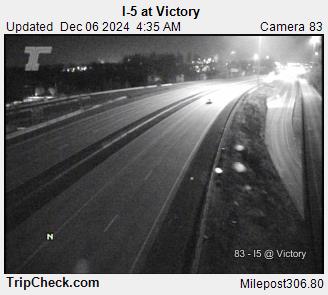 I-5 at Victory
Updated Dec 06 2024 4:35 AM Camera 83
T
N
83 - I5 @ Victory
TripCheck.com Milepost306.80